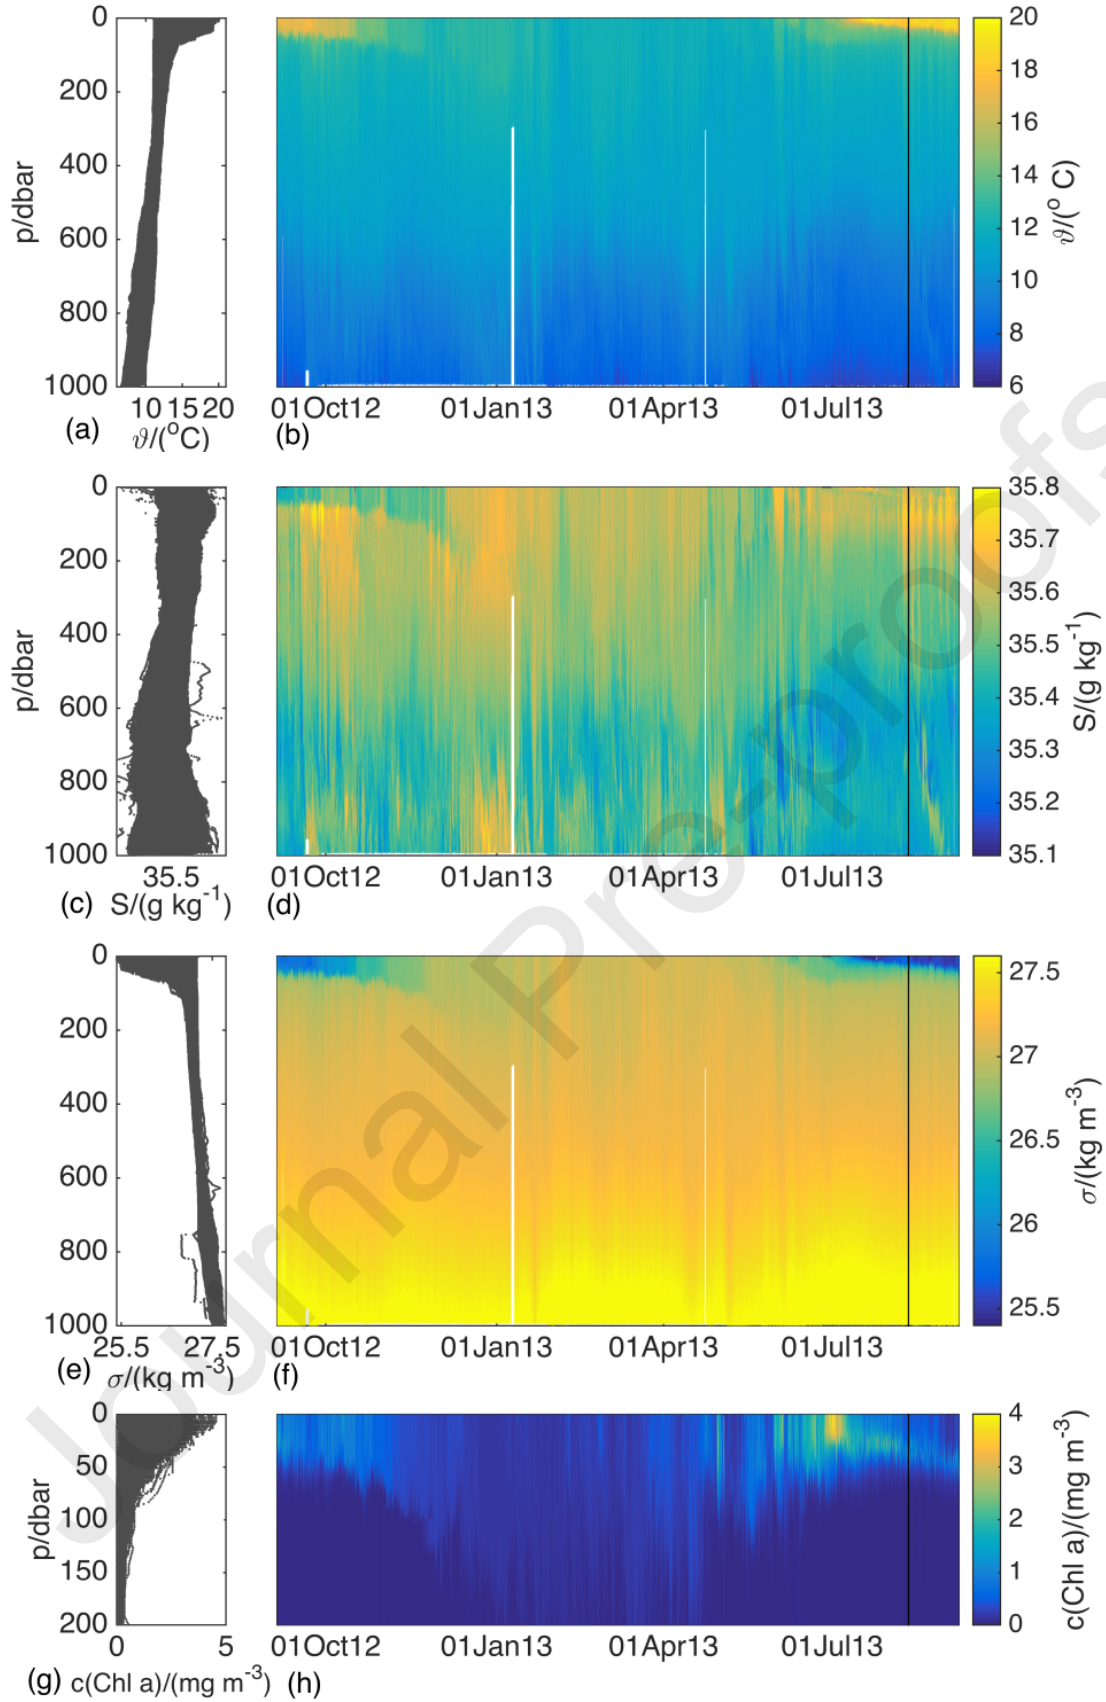 0
200
400
600
800
1000
p/dbar
10 15 20
(a) ϑ/(°C)
01Oct12 01Jan13 01Apr13 01Jul13
(b)
20
18
16
14
12
10
8
6
ϑ/(° C)
0
200
400
600
800
1000
p/dbar
35.5
(c) S/(g kg⁻¹)
01Oct12 01Jan13 01Apr13 01Jul13
(d)
35.8
35.7
35.6
35.5
35.4
35.3
35.2
35.1
S/(g kg⁻¹)
0
200
400
600
800
1000
p/dbar
25.5 27.5
(e) σ/(kg m⁻³)
01Oct12 01Jan13 01Apr13 01Jul13
(f)
27.5
27
26.5
26
25.5
σ/(kg m⁻³)
0
50
100
150
200
p/dbar
0 5
(g) c(Chl a)/(mg m⁻³)
01Oct12 01Jan13 01Apr13 01Jul13
(h)
4
3
2
1
0
c(Chl a)/(mg m⁻³)
Journal Pre-proofs